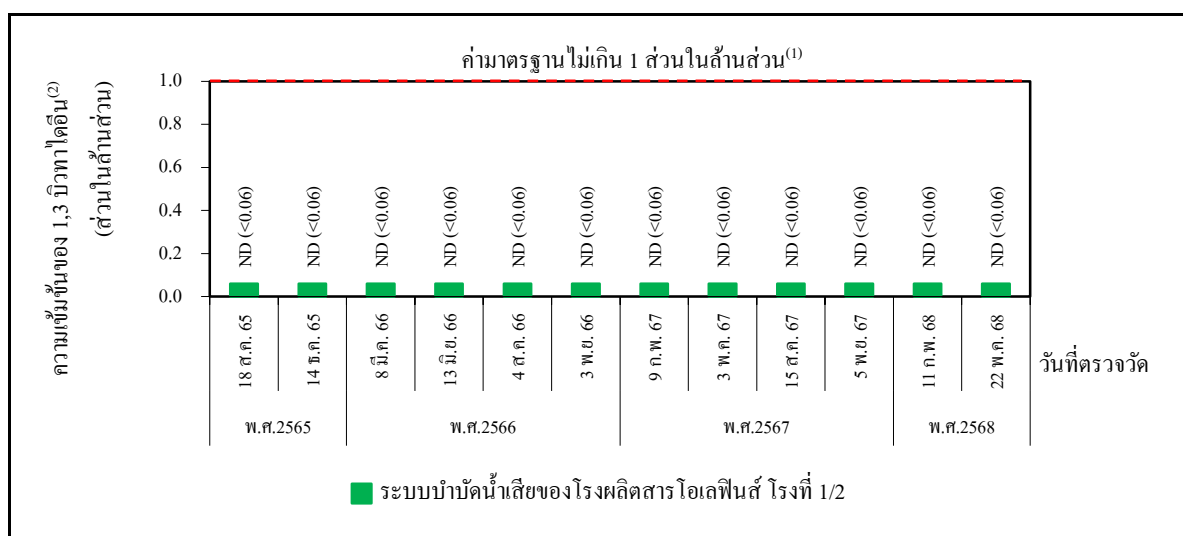 ค่ามาตรฐานไม่เกิน 1 ส่วนในล้านส่วน(1)
ความเข้มข้นของ 1,3 บิวทาไดอีน(2)
(ส่วนในล้านส่วน)
1.0
0.8
0.6
0.4
0.2
0.0
ND (<0.06)
ND (<0.06)
ND (<0.06)
ND (<0.06)
ND (<0.06)
ND (<0.06)
ND (<0.06)
ND (<0.06)
ND (<0.06)
ND (<0.06)
ND (<0.06)
ND (<0.06)
18 ส.ค. 65
14 ธ.ค. 65
8 มี.ค. 66
13 มิ.ย. 66
4 ส.ค. 66
3 พ.ย. 66
9 ก.พ. 67
3 พ.ค. 67
15 ส.ค. 67
5 พ.ย. 67
11 ก.พ. 68
22 พ.ค. 68
วันที่ตรวจวัด
พ.ศ.2565
พ.ศ.2566
พ.ศ.2567
พ.ศ.2568
ระบบบำบัดน้ำเสียของโรงผลิตสารโอเลฟินส์ โรงที่ 1/2